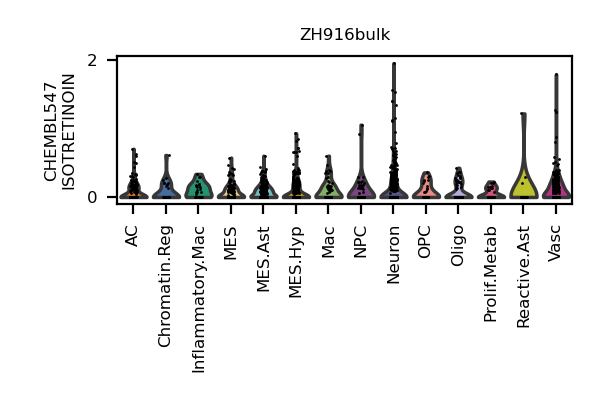 ZH916bulk
CHEMBL547
ISOTRETINOIN
2
0
AC
Chromatin.Reg
Inflammatory.Mac
MES
MES.Ast
MES.Hyp
Mac
NPC
Neuron
OPC
Oligo
Prolif.Metab
Reactive.Ast
Vasc